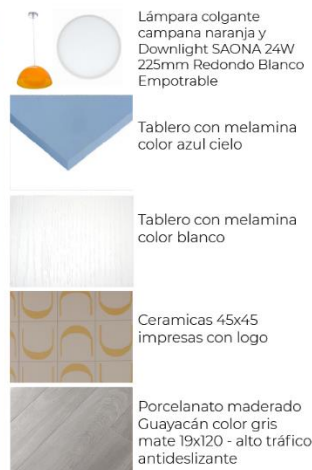 Lámpara colgante
campana naranja y
Downlight SAONA 24W
225mm Redondo Blanco
Empotrable
Tablero con melamina
color azul cielo
Tablero con melamina
color blanco
Ceramicas 45x45
impresas con logo
Porcelanato maderado
Guayacán color gris
mate 19x120 - alto tráfico
antideslizante